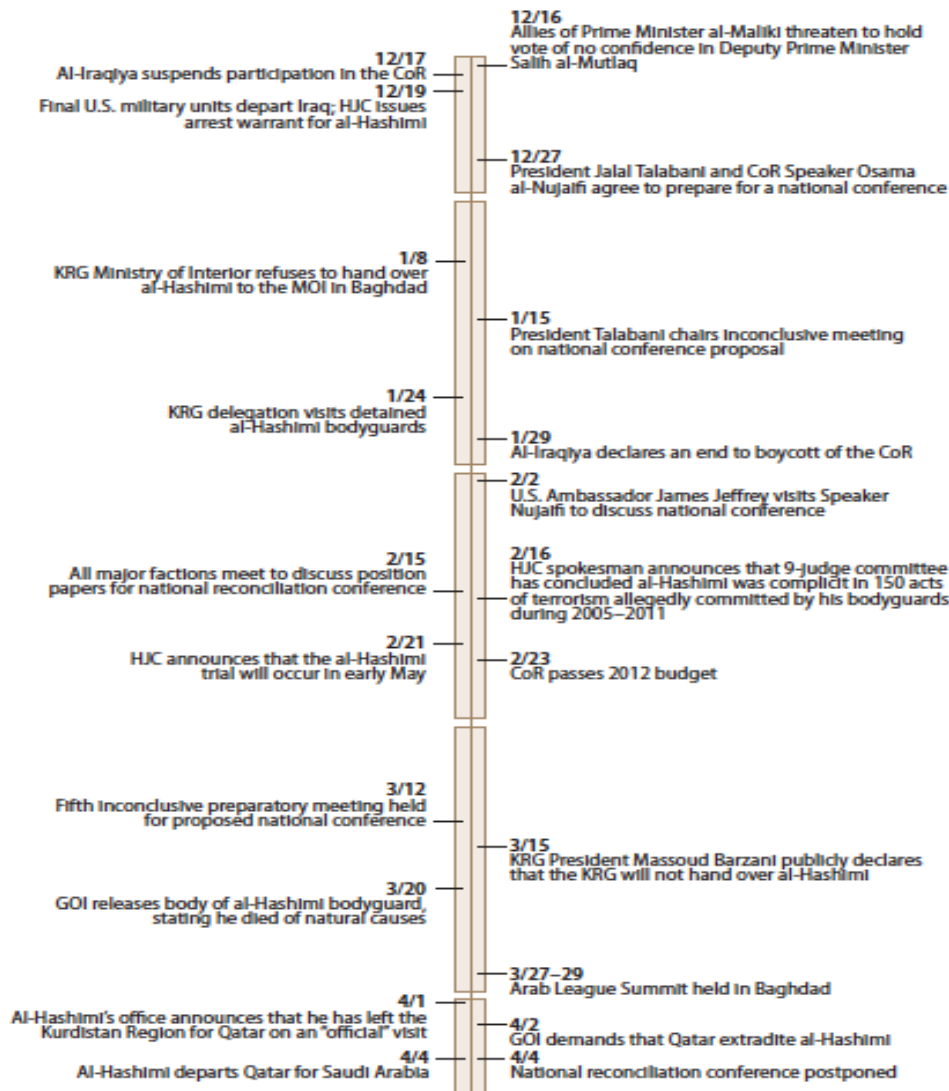 12/16
Allies of Prime Minister al-Maliki threaten to hold
vote of no confidence in Deputy Prime Minister
Salih al-Mutlaq
12/17
Al-Iraqiya suspends participation in the CoR
12/19
Final U.S. military units depart Iraq; HJC issues
arrest warrant for al-Hashimi
12/27
President Jalal Talabani and CoR Speaker Osama
al-Nujaifi agree to prepare for a national conference
1/8
KRG Ministry of Interior refuses to hand over
al-Hashimi to the MOI in Baghdad
1/15
President Talabani chairs inconclusive meeting
on national conference proposal
1/24
KRG delegation visits detained
al-Hashimi bodyguards
1/29
Al-Iraqiya declares an end to boycott of the CoR
2/2
U.S. Ambassador James Jeffrey visits Speaker
Nujaifi to discuss national conference
2/15
All major factions meet to discuss position
papers for national reconciliation conference
2/16
HJC spokesman announces that 9-judge committee
has concluded al-Hashimi was complicit in 150 acts
of terrorism allegedly committed by his bodyguards
during 2005–2011
2/21
HJC announces that the al-Hashimi
trial will occur in early May
2/23
CoR passes 2012 budget
3/12
Fifth inconclusive preparatory meeting held
for proposed national conference
3/15
KRG President Massoud Barzani publicly declares
that the KRG will not hand over al-Hashimi
3/20
GOI releases body of al-Hashimi bodyguard,
stating he died of natural causes
3/27–29
Arab League Summit held in Baghdad
4/1
Al-Hashimi's office announces that he has left the
Kurdistan Region for Qatar on an "official" visit
4/2
GOI demands that Qatar extradite al-Hashimi
4/4
Al-Hashimi departs Qatar for Saudi Arabia
4/4
National reconciliation conference postponed